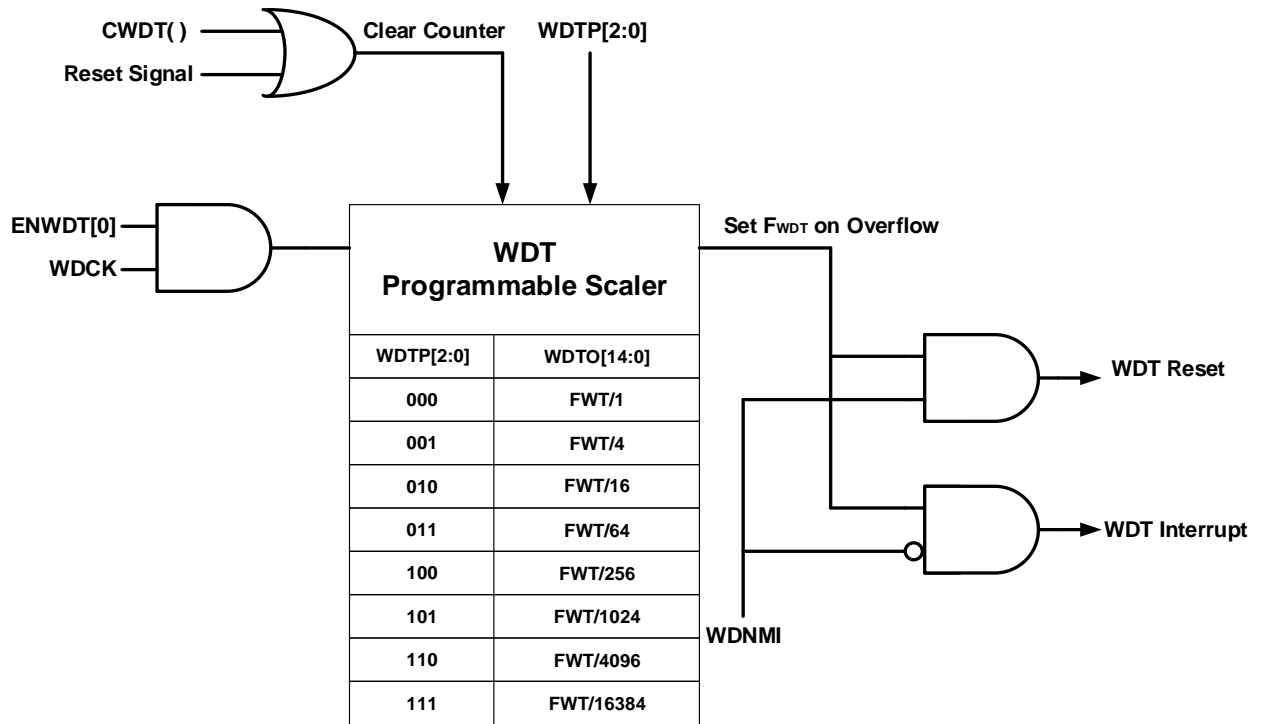 CWDT( )
Reset Signal
Clear Counter
WDTP[2:0]
ENWDT[0]
WDCK
WDT
Programmable Scaler
Set FWDT on Overflow
WDTP[2:0] WDTO[14:0]
000 FWT/1
001 FWT/4
010 FWT/16
011 FWT/64
100 FWT/256
101 FWT/1024
110 FWT/4096
111 FWT/16384
WDT Reset
WDT Interrupt
WDNMI